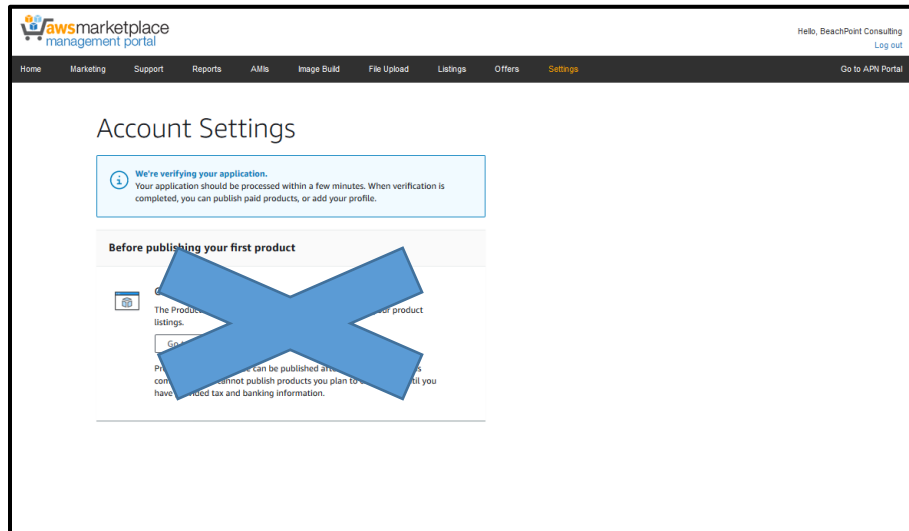 awsmarketplace
management portal
Hello, BeachPoint Consulting
Log out
Home Marketing Support Reports AMIs Image Build File Upload Listings Offers Settings Go to APN Portal
Account Settings
We're verifying your application.
Your application should be processed within a few minutes. When verification is
completed, you can publish paid products, or add your profile.
Before publishing your first product
The product
listings.
can be published
not publish products you plan to you
have tax and banking information.